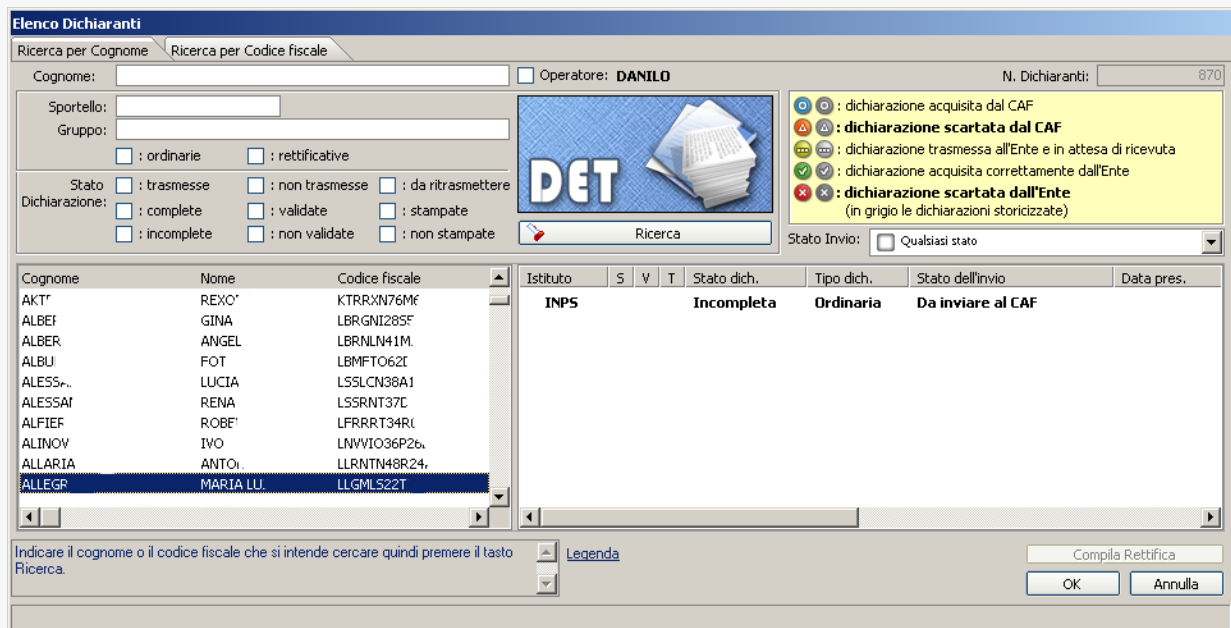 Elenco Dichiaranti
Ricerca per Cognome Ricerca per Codice fiscale
Cognome: Operatore: DANILO N. Dichiaranti: 870
Sportello:
Gruppo:
: ordinarie : rettificative
Stato Dichiarazione:
: trasmesse : non trasmesse : da ritrasmettere
: complete : validate : stampate
: incomplete : non validate : non stampate
DET
Ricerca
: dichiarazione acquisita dal CAF
: dichiarazione scartata dal CAF
: dichiarazione trasmessa all'Ente e in attesa di ricevuta
: dichiarazione acquisita correttamente dall'Ente
: dichiarazione scartata dall'Ente
(in grigio le dichiarazioni storicizzate)
Stato Invio: Qualsiasi stato
Cognome Nome Codice fiscale
GINA
ANGEL
FOT
LUCIA
RENA
IVO
ALLARIA
MARIA LU.
Istituto S V T Stato dich. Tipo dich. Stato dell'invio Data pres.
INPS Incompleta Ordinaria Da inviare al CAF
Indicare il cognome o il codice fiscale che si intende cercare quindi premere il tasto
Ricerca.
Legenda
Compila Rettifica
OK Annulla